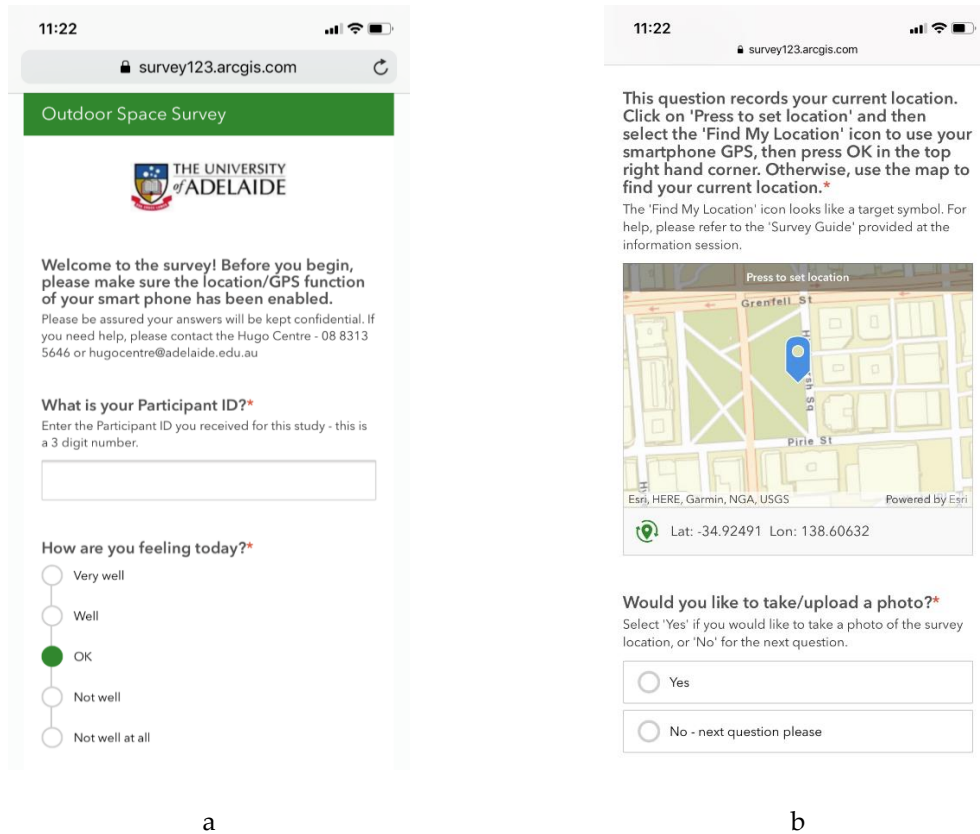 11:22
survey123.arcgis.com
Outdoor Space Survey
THE UNIVERSITY
of ADELAIDE
Welcome to the survey! Before you begin,
please make sure the location/GPS function
of your smart phone has been enabled.
Please be assured your answers will be kept confidential. If
you need help, please contact the Hugo Centre - 08 8313
5646 or hugocentre@adelaide.edu.au
What is your Participant ID?*
Enter the Participant ID you received for this study - this is
a 3 digit number.
How are you feeling today?*
Very well
Well
OK
Not well
Not well at all
a
11:22
survey123.arcgis.com
This question records your current location.
Click on 'Press to set location' and then
select the 'Find My Location' icon to use your
smartphone GPS, then press OK in the top
right hand corner. Otherwise, use the map to
find your current location.*
The 'Find My Location' icon looks like a target symbol. For
help, please refer to the 'Survey Guide' provided at the
information session.
Press to set location
Grenfell St
Pirie St
Esri, HERE, Garmin, NGA, USGS
Powered by Esri
Lat: -34.92491 Lon: 138.60632
Would you like to take/upload a photo?*
Select 'Yes' if you would like to take a photo of the survey
location, or 'No' for the next question.
Yes
No - next question please
b